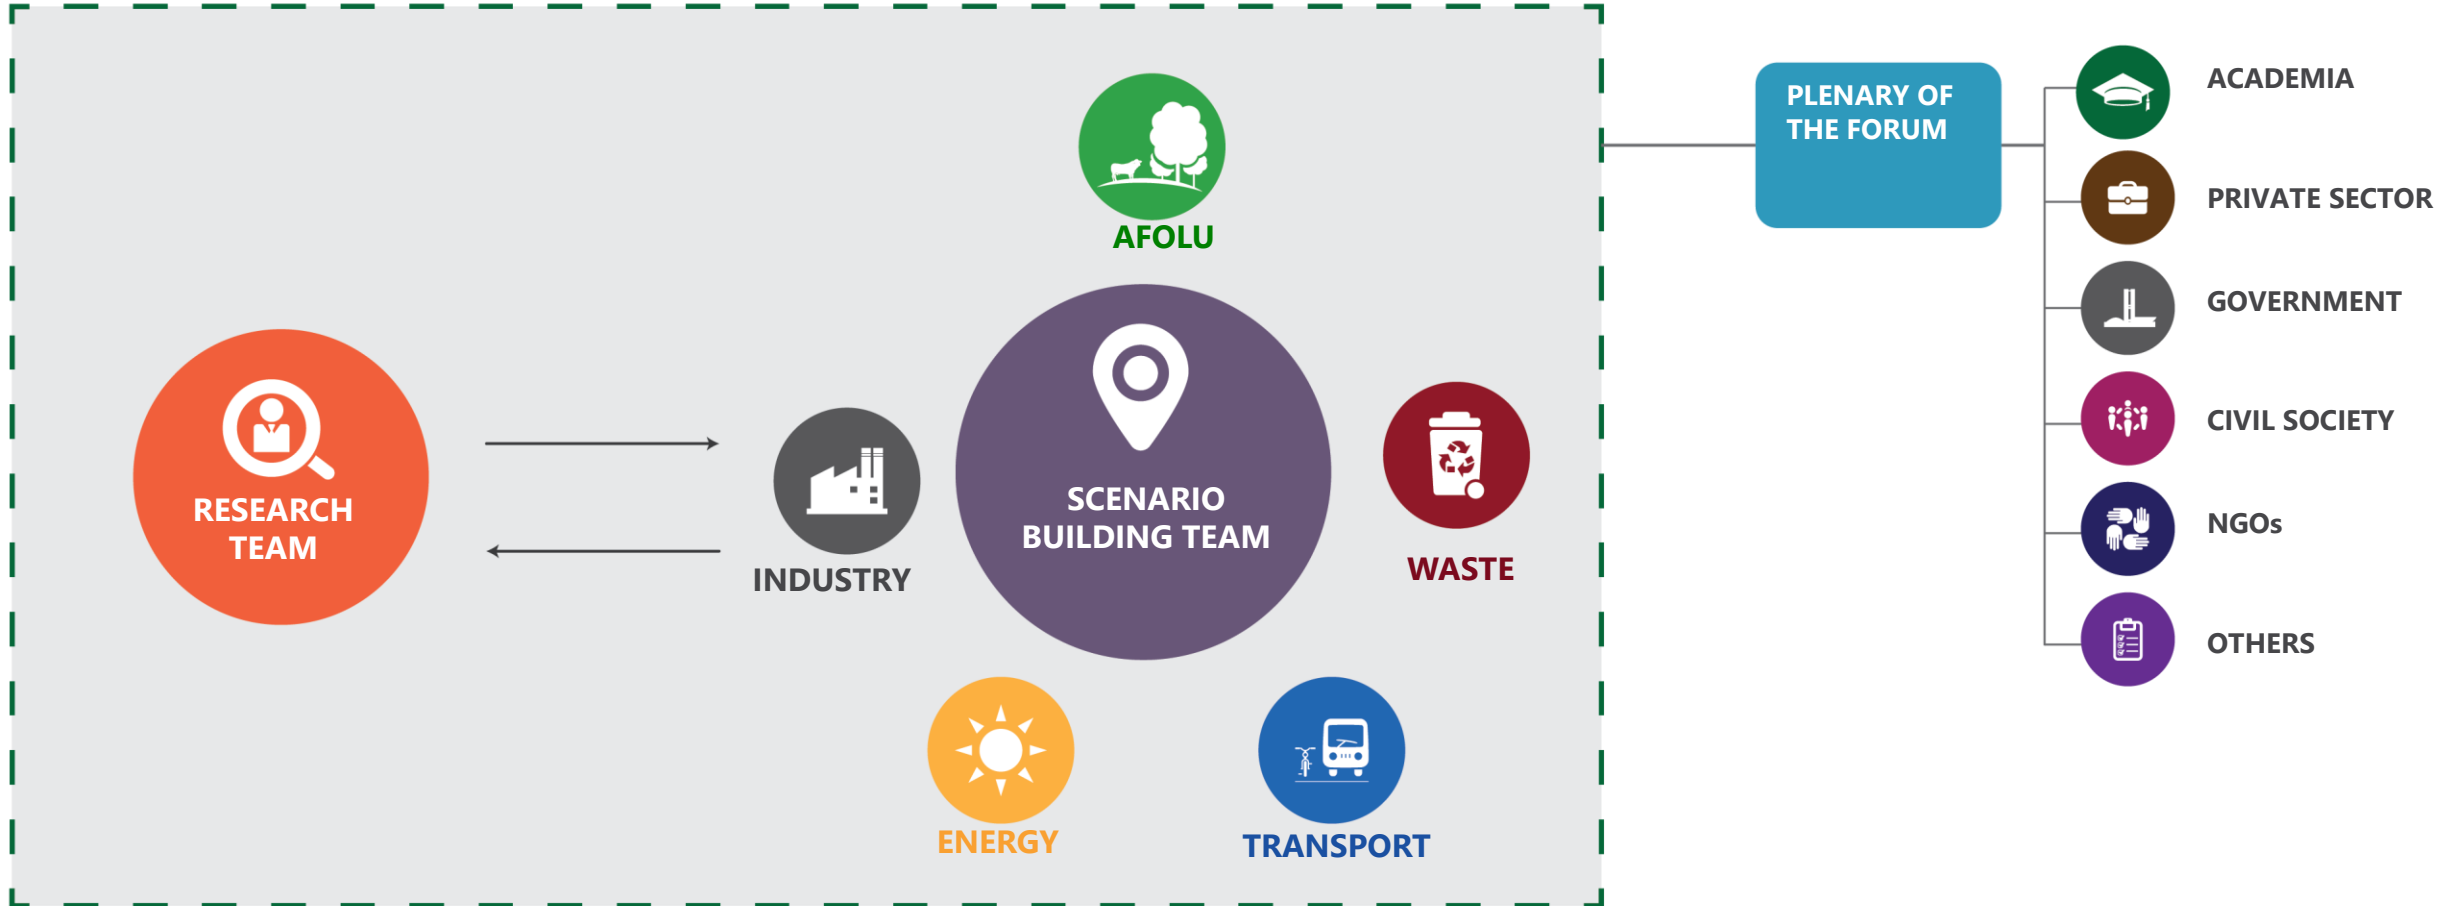 AFOLU
RESEARCH
TEAM
INDUSTRY
SCENARIO
BUILDING TEAM
WASTE
ENERGY
TRANSPORT
PLENARY OF
THE FORUM
ACADEMIA
PRIVATE SECTOR
GOVERNMENT
CIVIL SOCIETY
NGOs
OTHERS